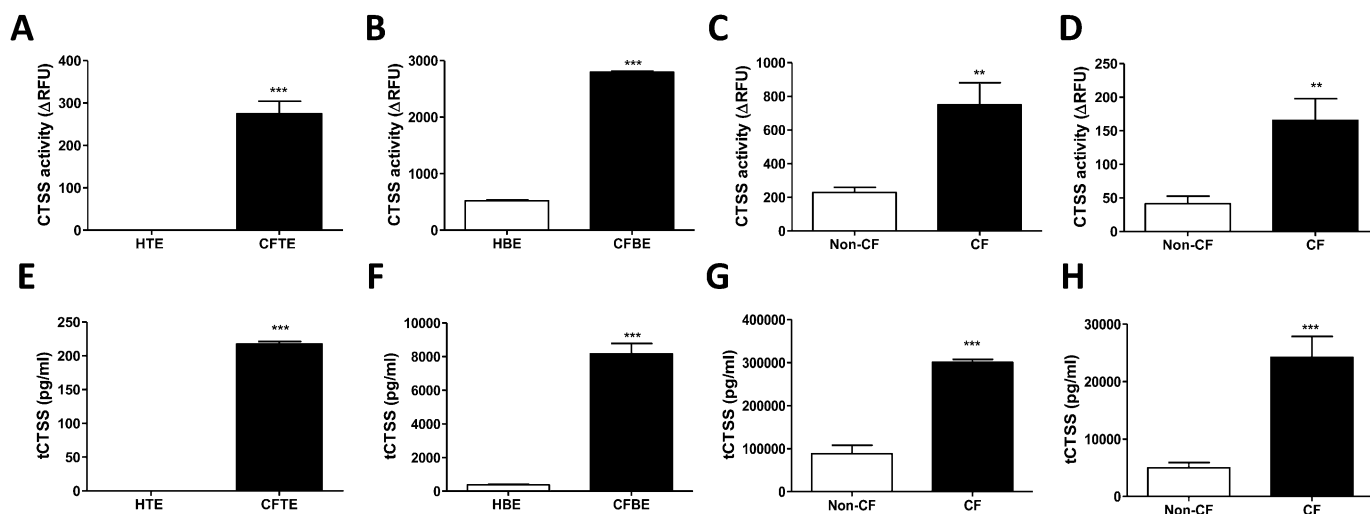 A
CTSS activity (ΔRFU)
400
300
200
100
0
***
HTE
CFTE
B
CTSS activity (ΔRFU)
3000
2000
1000
0
***
HBE
CFBE
C
CTSS activity (ΔRFU)
1000
800
600
400
200
0
**
Non-CF
CF
D
CTSS activity (ΔRFU)
250
200
150
100
50
0
**
Non-CF
CF
E
tCTSS (pg/ml)
250
200
150
100
50
0
***
HTE
CFTE
F
tCTSS (pg/ml)
10000
8000
6000
4000
2000
0
***
HBE
CFBE
G
tCTSS (pg/ml)
400000
300000
200000
100000
0
***
Non-CF
CF
H
tCTSS (pg/ml)
30000
20000
10000
0
***
Non-CF
CF